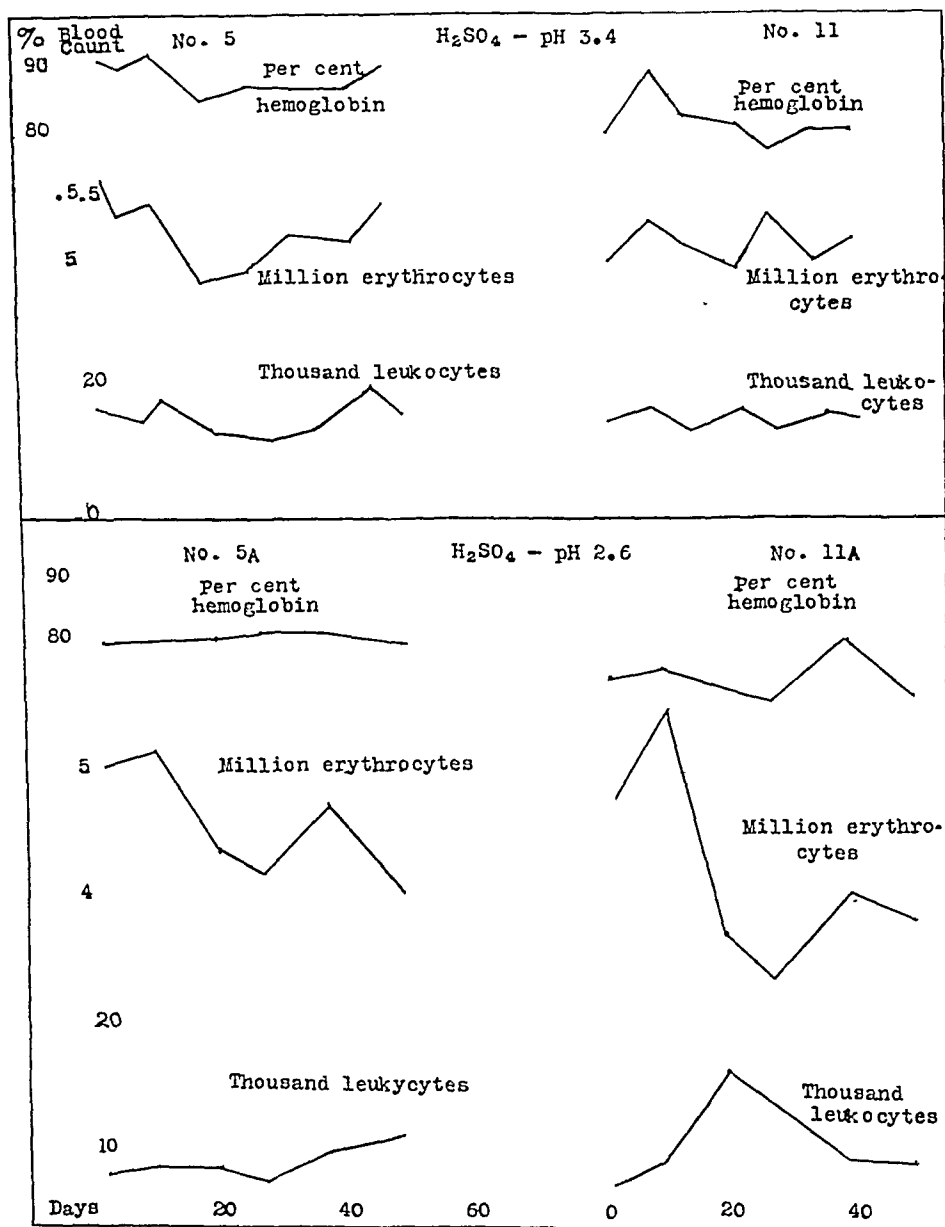 % Blood Count No. 5 H₂SO₄ – pH 3.4 No. 11
90
Per cent hemoglobin
Per cent hemoglobin
80
.5.5
5
Million erythrocytes
Million erythro-
cytes
20
Thousand leukocytes
Thousand leuko-
cytes
0
No. 5A H₂SO₄ – pH 2.6 No. 11A
90
Per cent
hemoglobin
Per cent
hemoglobin
80
5
Million erythrocytes
Million erythro-
cytes
4
20
Thousand leukycytes
Thousand
leukocytes
10
Days 20 40 60 0 20 40